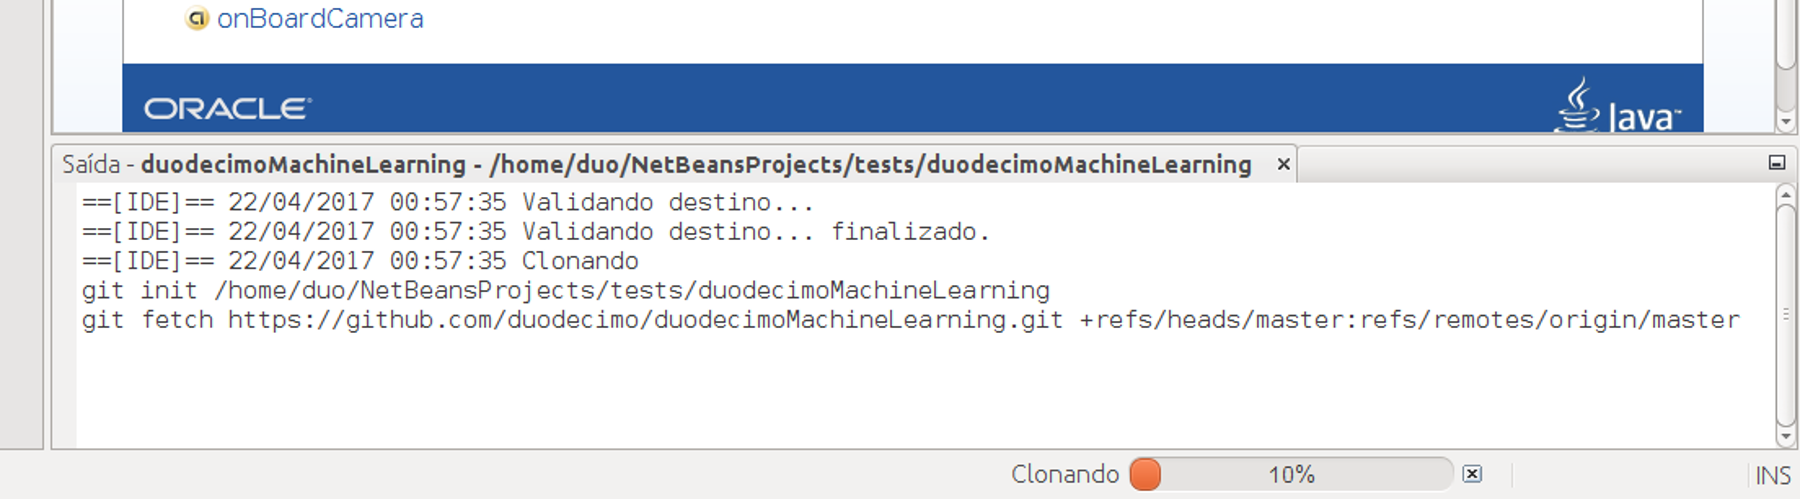 onBoardCamera
ORACLE
Java™
Saída - duodecimoMachineLearning - /home/duo/NetBeansProjects/tests/duodecimoMachineLearning
==[IDE]== 22/04/2017 00:57:35 Validando destino...
==[IDE]== 22/04/2017 00:57:35 Validando destino... finalizado.
==[IDE]== 22/04/2017 00:57:35 Clonando
git init /home/duo/NetBeansProjects/tests/duodecimoMachineLearning
git fetch https://github.com/duodecimo/duodecimoMachineLearning.git +refs/heads/master:refs/remotes/origin/master
Clonando 10% INS